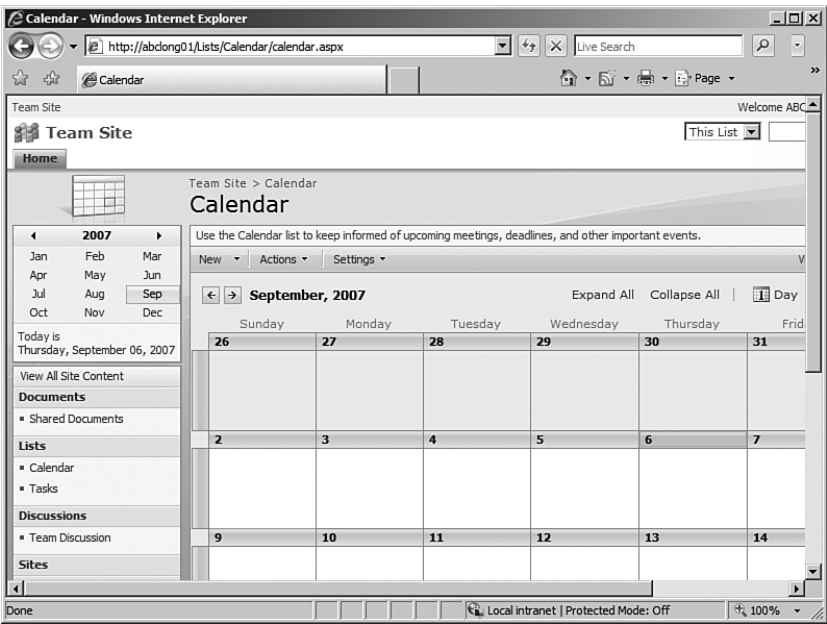 Calendar - Windows Internet Explorer
http://abclong01/Lists/Calendar/calendar.aspx
Live Search
Calendar
Page
Team Site
Welcome ABC
Team Site
This List
Home
Team Site > Calendar
Calendar
2007
Jan Feb Mar
Apr May Jun
Jul Aug Sep
Oct Nov Dec
Today is
Thursday, September 06, 2007
Use the Calendar list to keep informed of upcoming meetings, deadlines, and other important events.
New Actions Settings V
September, 2007
Expand All Collapse All | Day
Sunday Monday Tuesday Wednesday Thursday Frid
26 27 28 29 30 31
2 3 4 5 6 7
9 10 11 12 13 14
View All Site Content
Documents
Shared Documents
Lists
Calendar
Tasks
Discussions
Team Discussion
Sites
Done
Local intranet | Protected Mode: Off
100%